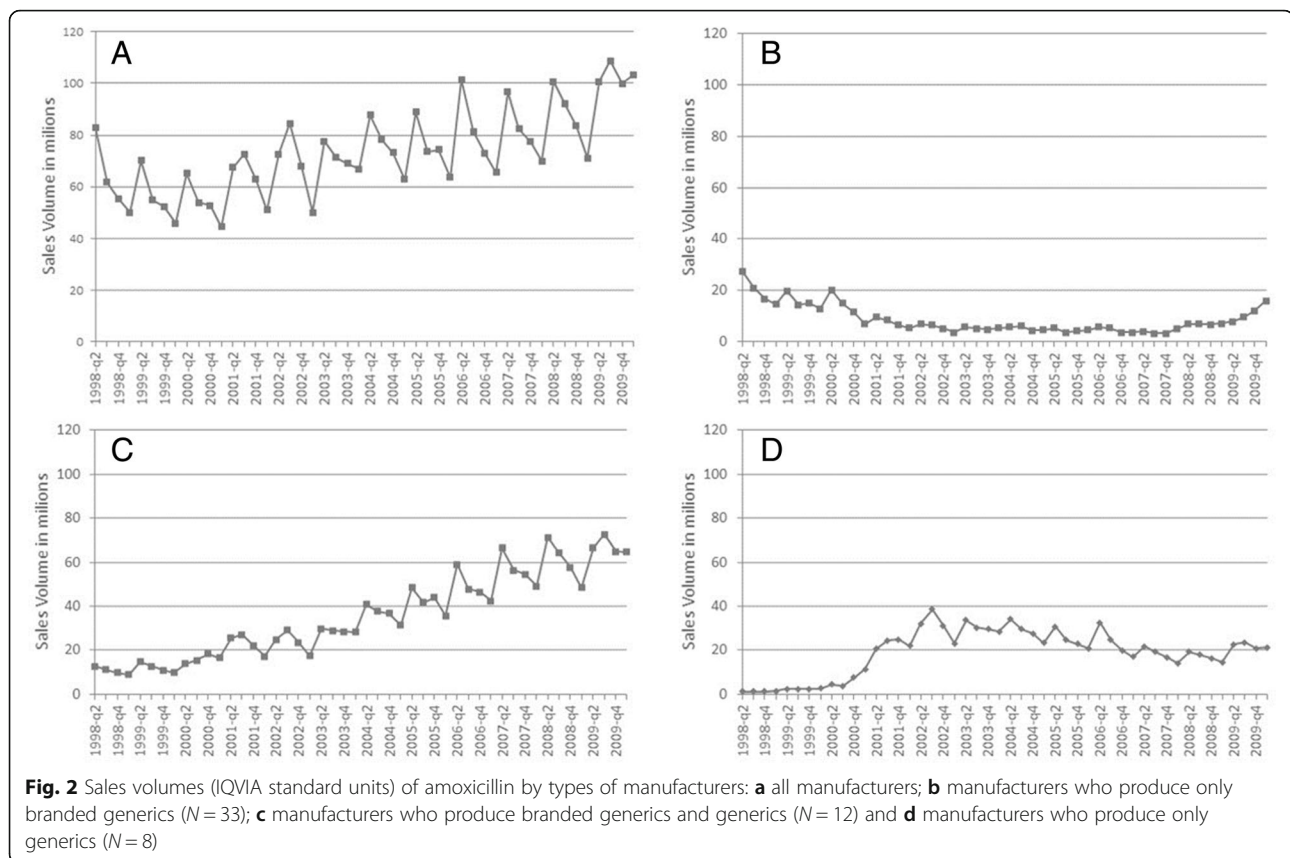 A
Sales Volume in milions
120
100
80
60
40
20
0
1998-q2
1998-q4
1999-q2
1999-q4
2000-q2
2000-q4
2001-q2
2001-q4
2002-q2
2002-q4
2003-q2
2003-q4
2004-q2
2004-q4
2005-q2
2005-q4
2006-q2
2006-q4
2007-q2
2007-q4
2008-q2
2008-q4
2009-q2
2009-q4
B
Sales Volume in milions
120
100
80
60
40
20
0
1998-q2
1998-q4
1999-q2
1999-q4
2000-q2
2000-q4
2001-q2
2001-q4
2002-q2
2002-q4
2003-q2
2003-q4
2004-q2
2004-q4
2005-q2
2005-q4
2006-q2
2006-q4
2007-q2
2007-q4
2008-q2
2008-q4
2009-q2
2009-q4
C
Sales Volume in milions
120
100
80
60
40
20
0
1998-q2
1998-q4
1999-q2
1999-q4
2000-q2
2000-q4
2001-q2
2001-q4
2002-q2
2002-q4
2003-q2
2003-q4
2004-q2
2004-q4
2005-q2
2005-q4
2006-q2
2006-q4
2007-q2
2007-q4
2008-q2
2008-q4
2009-q2
2009-q4
D
Sales Volume in milions
120
100
80
60
40
20
0
1998-q2
1998-q4
1999-q2
1999-q4
2000-q2
2000-q4
2001-q2
2001-q4
2002-q2
2002-q4
2003-q2
2003-q4
2004-q2
2004-q4
2005-q2
2005-q4
2006-q2
2006-q4
2007-q2
2007-q4
2008-q2
2008-q4
2009-q2
2009-q4
Fig. 2 Sales volumes (IQVIA standard units) of amoxicillin by types of manufacturers: a all manufacturers; b manufacturers who produce only
branded generics (N = 33); c manufacturers who produce branded generics and generics (N = 12) and d manufacturers who produce only
generics (N = 8)